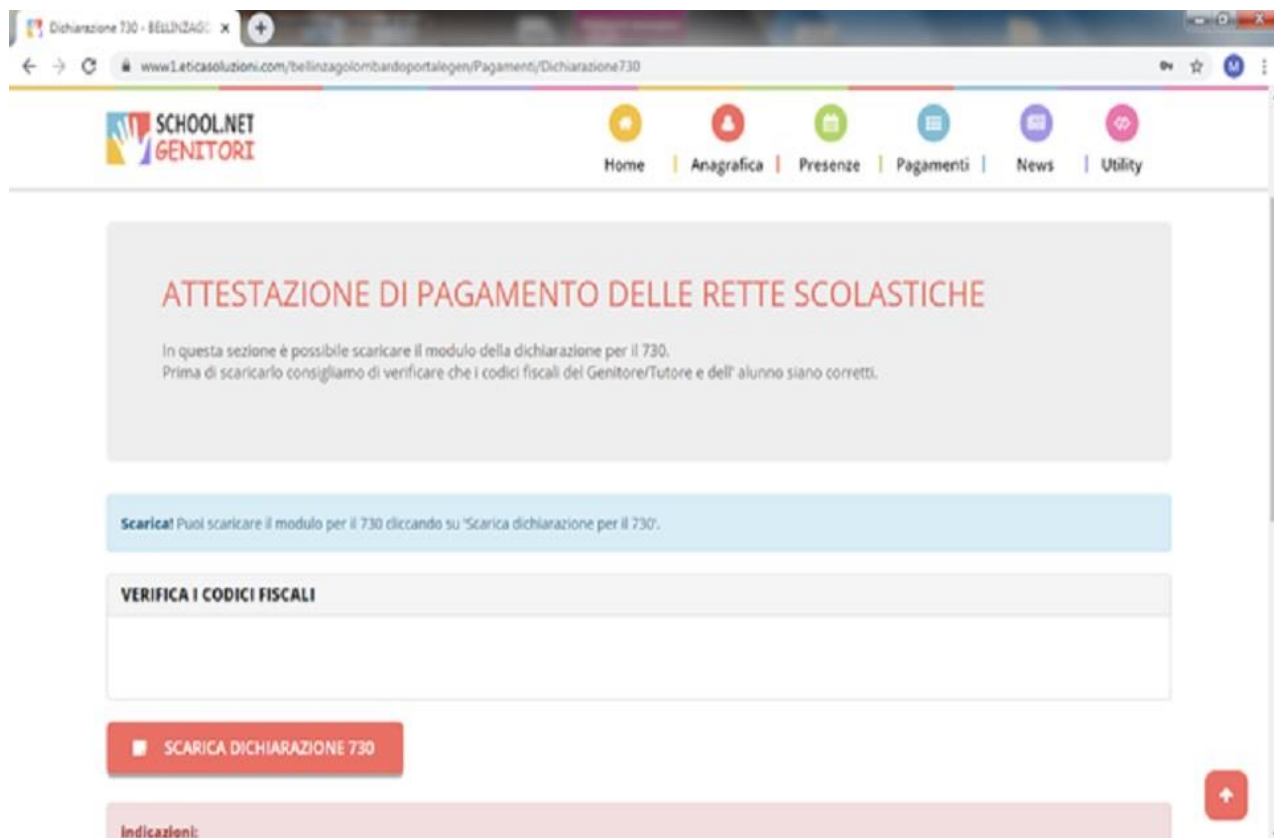 Dichiarazione 730 - BELLINZAGO
www1.eticasoluzioni.com/bellinzagolombardoportalegen/Pagamenti/Dichiarazione730
M
SCHOOL.NET
GENITORI
Home
Anagrafica
Presenze
Pagamenti
News
Utility
ATTESTAZIONE DI PAGAMENTO DELLE RETTE SCOLASTICHE
In questa sezione è possibile scaricare il modulo della dichiarazione per il 730.
Prima di scaricarlo consigliamo di verificare che i codici fiscali del Genitore/Tutore e dell' alunno siano corretti.
Scarica! Puoi scaricare il modulo per il 730 cliccando su 'Scarica dichiarazione per il 730'.
VERIFICA I CODICI FISCALI
SCARICA DICHIARAZIONE 730
Indicazioni: